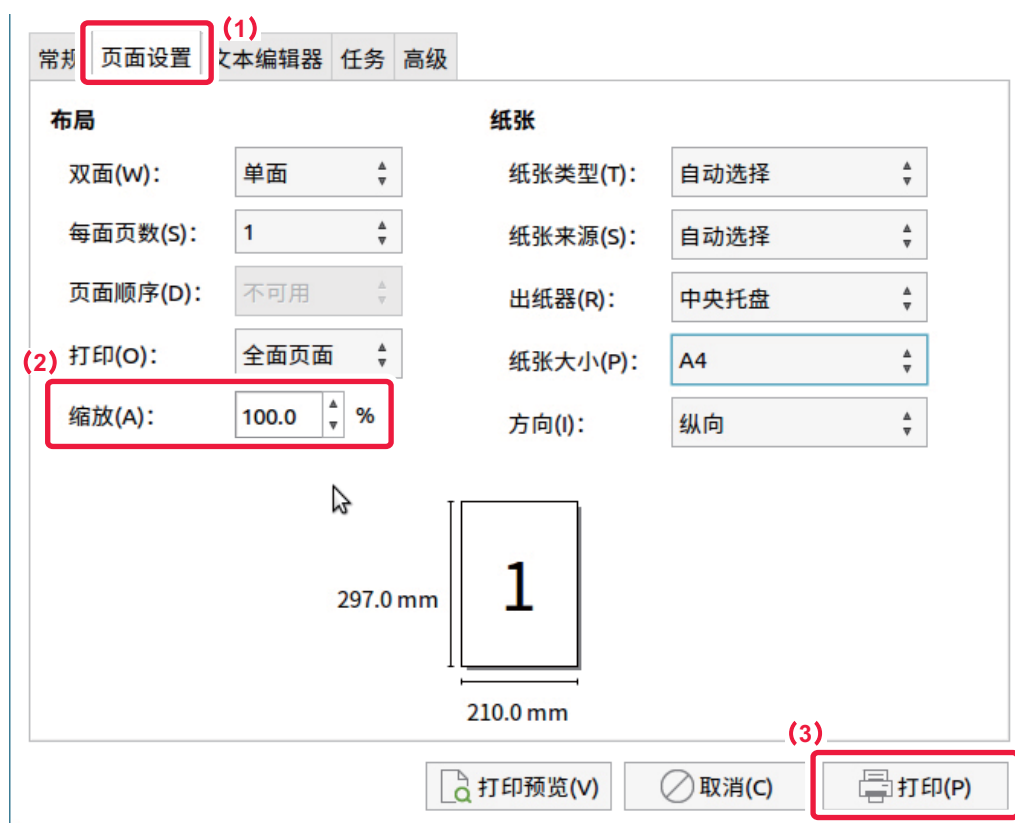 (1)
常规 页面设置 文本编辑器 任务 高级
布局
双面(W): 单面
每面页数(S): 1
页面顺序(D): 不可用
(2)
打印(O): 全面页面
缩放(A): 100.0 %
纸张
纸张类型(T): 自动选择
纸张来源(S): 自动选择
出纸器(R): 中央托盘
纸张大小(P): A4
方向(I): 纵向
1
297.0 mm
210.0 mm
(3)
打印预览(V) 取消(C) 打印(P)